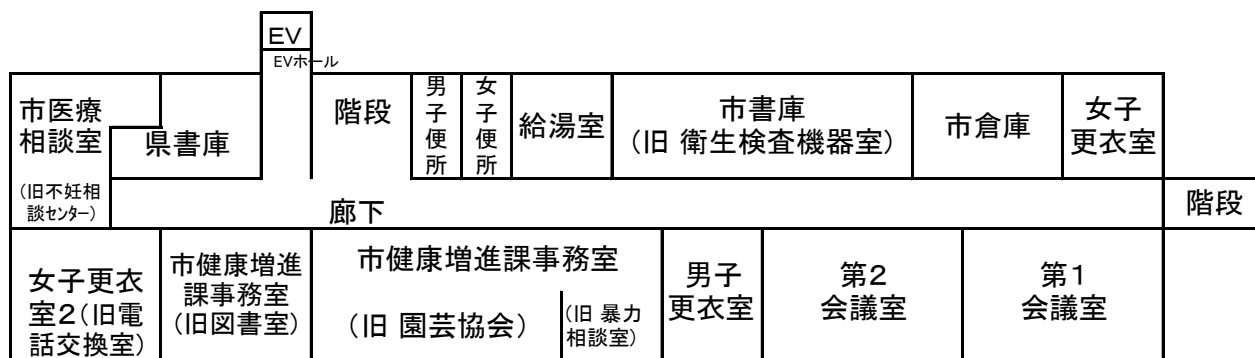 EV
EVホール
市医療
相談室
(旧不妊相
談センター)
県書庫
階段
男子便所
女子便所
給湯室
市書庫
(旧 衛生検査機器室)
市倉庫
女子
更衣室
廊下
階段
女子更衣
室2(旧電
話交換室)
市健康増進
課事務室
(旧図書室)
市健康増進課事務室
(旧 園芸協会)
(旧 暴力
相談室)
男子
更衣室
第2
会議室
第1
会議室